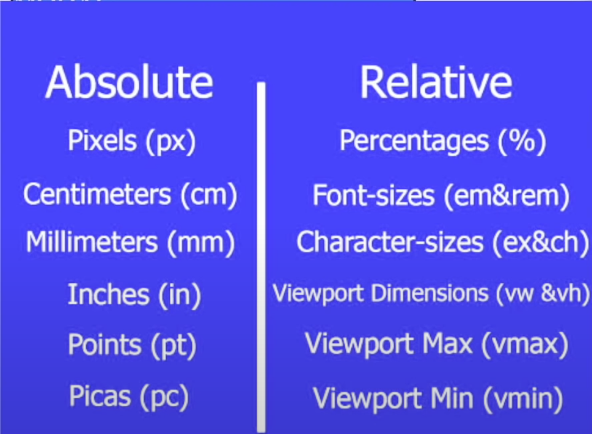 Absolute
Pixels (px)
Centimeters (cm)
Millimeters (mm)
Inches (in)
Points (pt)
Picas (pc)
Relative
Percentages (%)
Font-sizes (em&rem)
Character-sizes (ex&ch)
Viewport Dimensions (vw &vh)
Viewport Max (vmax)
Viewport Min (vmin)